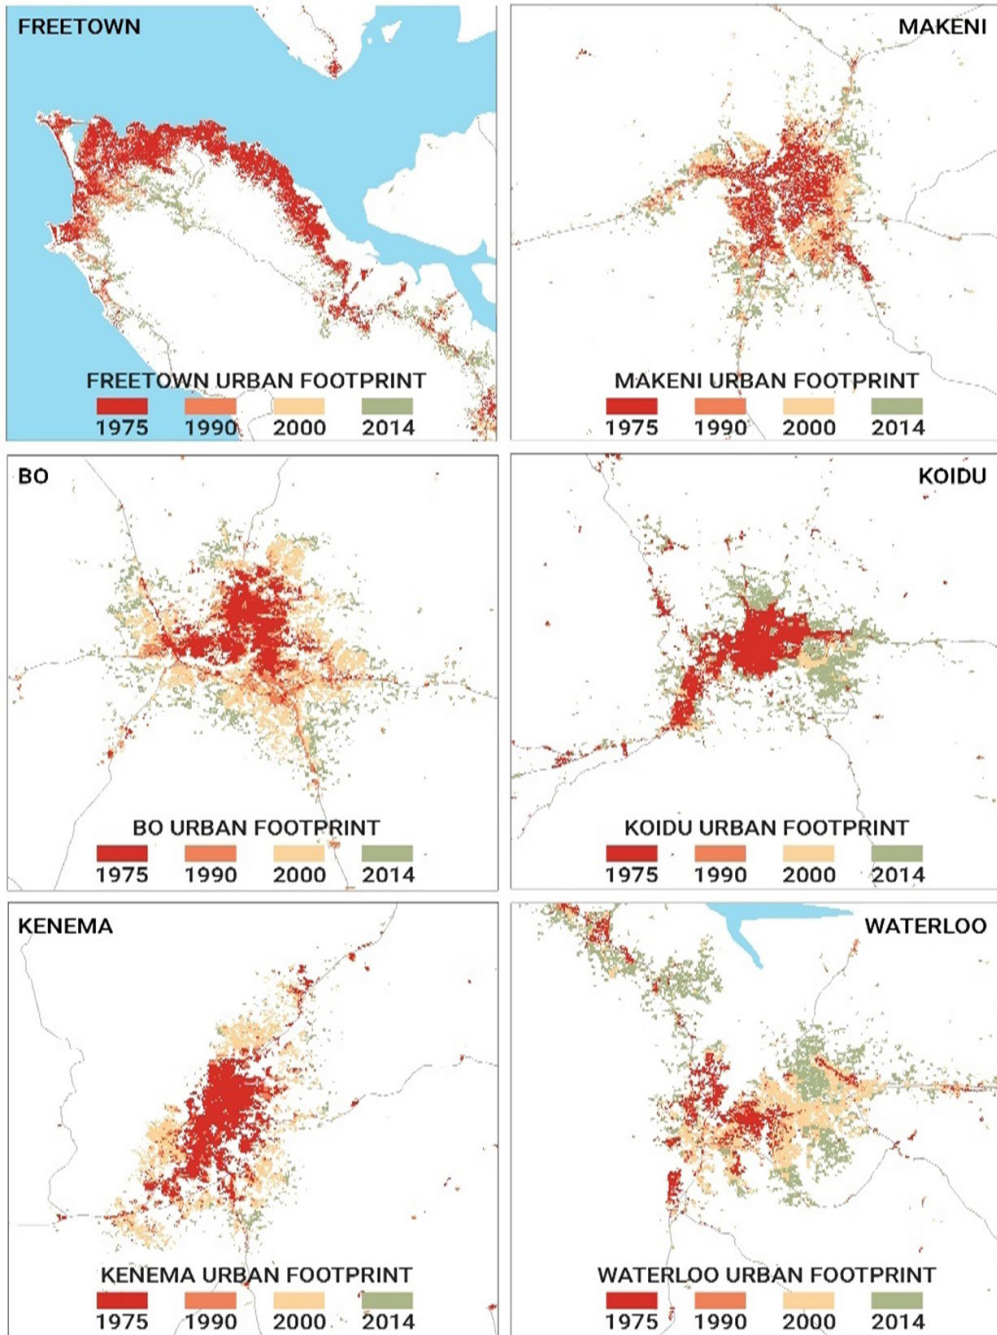 FREETOWN
FREETOWN URBAN FOOTPRINT
1975 1990 2000 2014
MAKENI
MAKENI URBAN FOOTPRINT
1975 1990 2000 2014
BO
BO URBAN FOOTPRINT
1975 1990 2000 2014
KOIDU
KOIDU URBAN FOOTPRINT
1975 1990 2000 2014
KENEMA
KENEMA URBAN FOOTPRINT
1975 1990 2000 2014
WATERLOO
WATERLOO URBAN FOOTPRINT
1975 1990 2000 2014